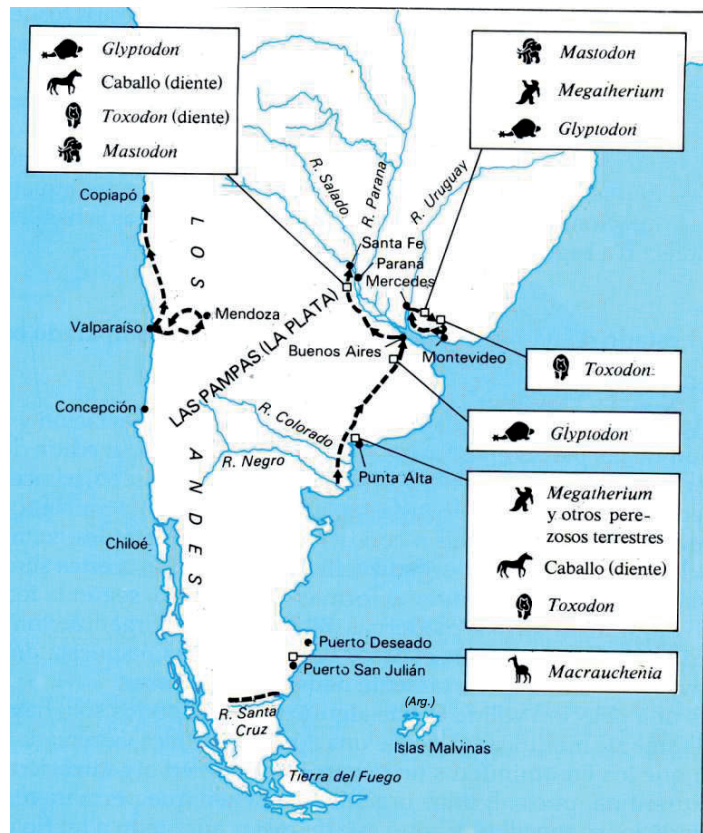 Glyptodon
Caballo (diente)
Toxodon (diente)
Mastodon
Mastodon
Megatherium
Glyptodon
Copiapó
LOS ANDES
R. Salado
R. Parana
R. Uruguay
Santa Fe
Paraná
Mercedes
Mendoza
Valparaíso
LAS PAMPAS (LA PLATA)
Buenos Aires
Montevideo
Toxodon
Concepción
R. Colorado
Glyptodon
R. Negro
Punta Alta
Megatherium
y otros pere-
zosos terrestres
Caballo (diente)
Toxodon
Chiloé
Puerto Deseado
Puerto San Julián
Macrauchenia
R. Santa
Cruz
(Arg.)
Islas Malvinas
Tierra del Fuego